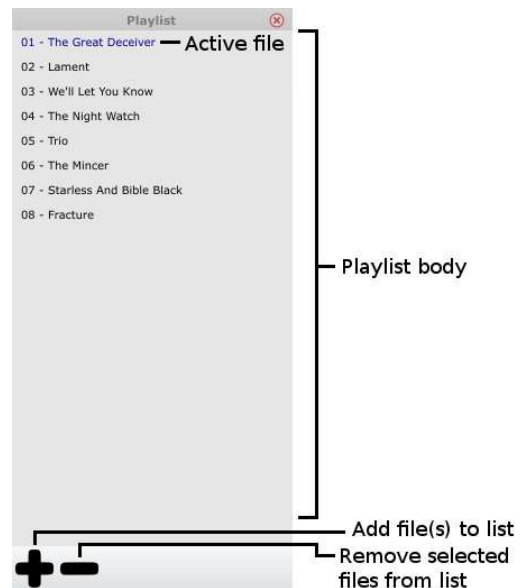 Playlist
01 - The Great Deceiver
Active file
02 - Lament
03 - We'll Let You Know
04 - The Night Watch
05 - Trio
06 - The Mincer
07 - Starless And Bible Black
08 - Fracture
Playlist body
Add file(s) to list
Remove selected
files from list